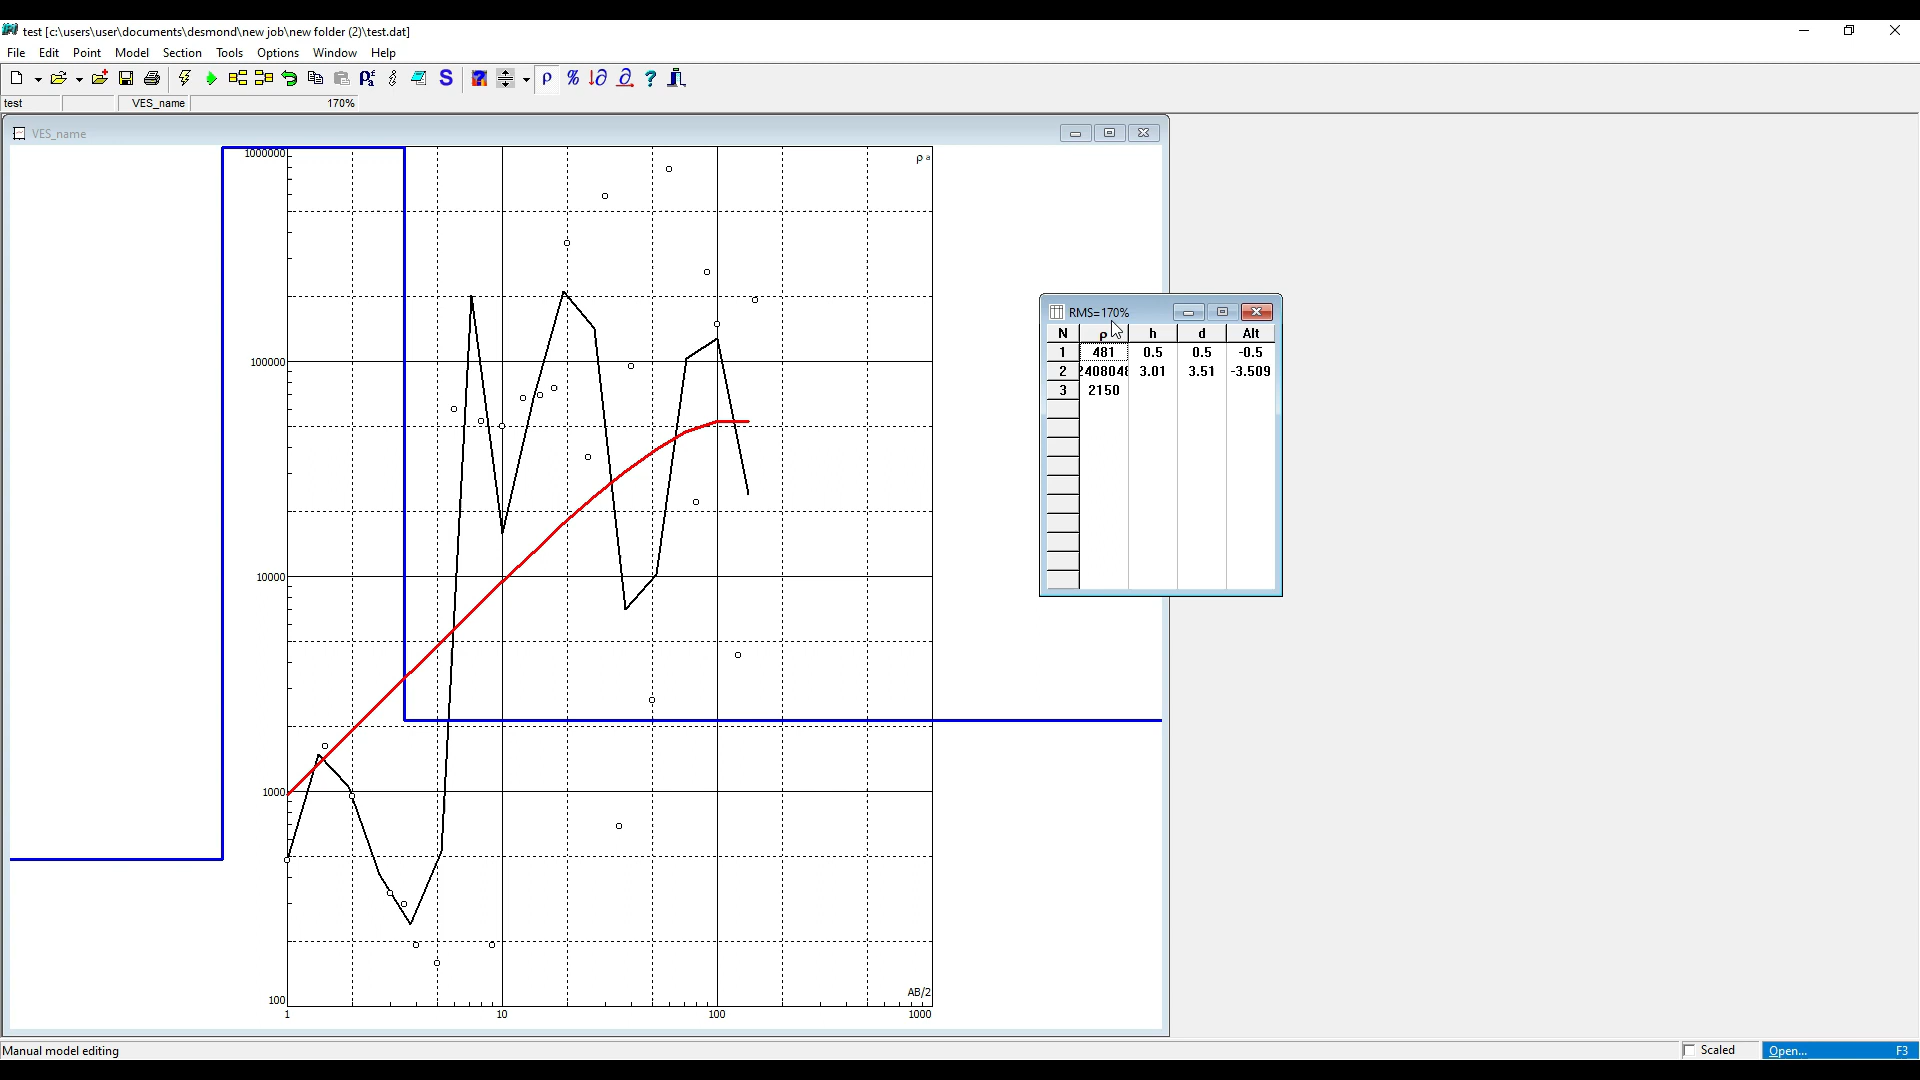 test [c:\users\user\documents\desmond\new job\new folder (2)\test.dat]
File Edit Point Model Section Tools Options Window Help
S ρ % ?
test VES_name 170%
VES_name
1000000
ρa
100000
10000
1000
100
AB/2
1 10 100 1000
RMS=170%
N ρ h d Alt
1 481 0.5 0.5 -0.5
2 2408048 3.01 3.51 -3.509
3 2150
Manual model editing
Scaled
Open... F3